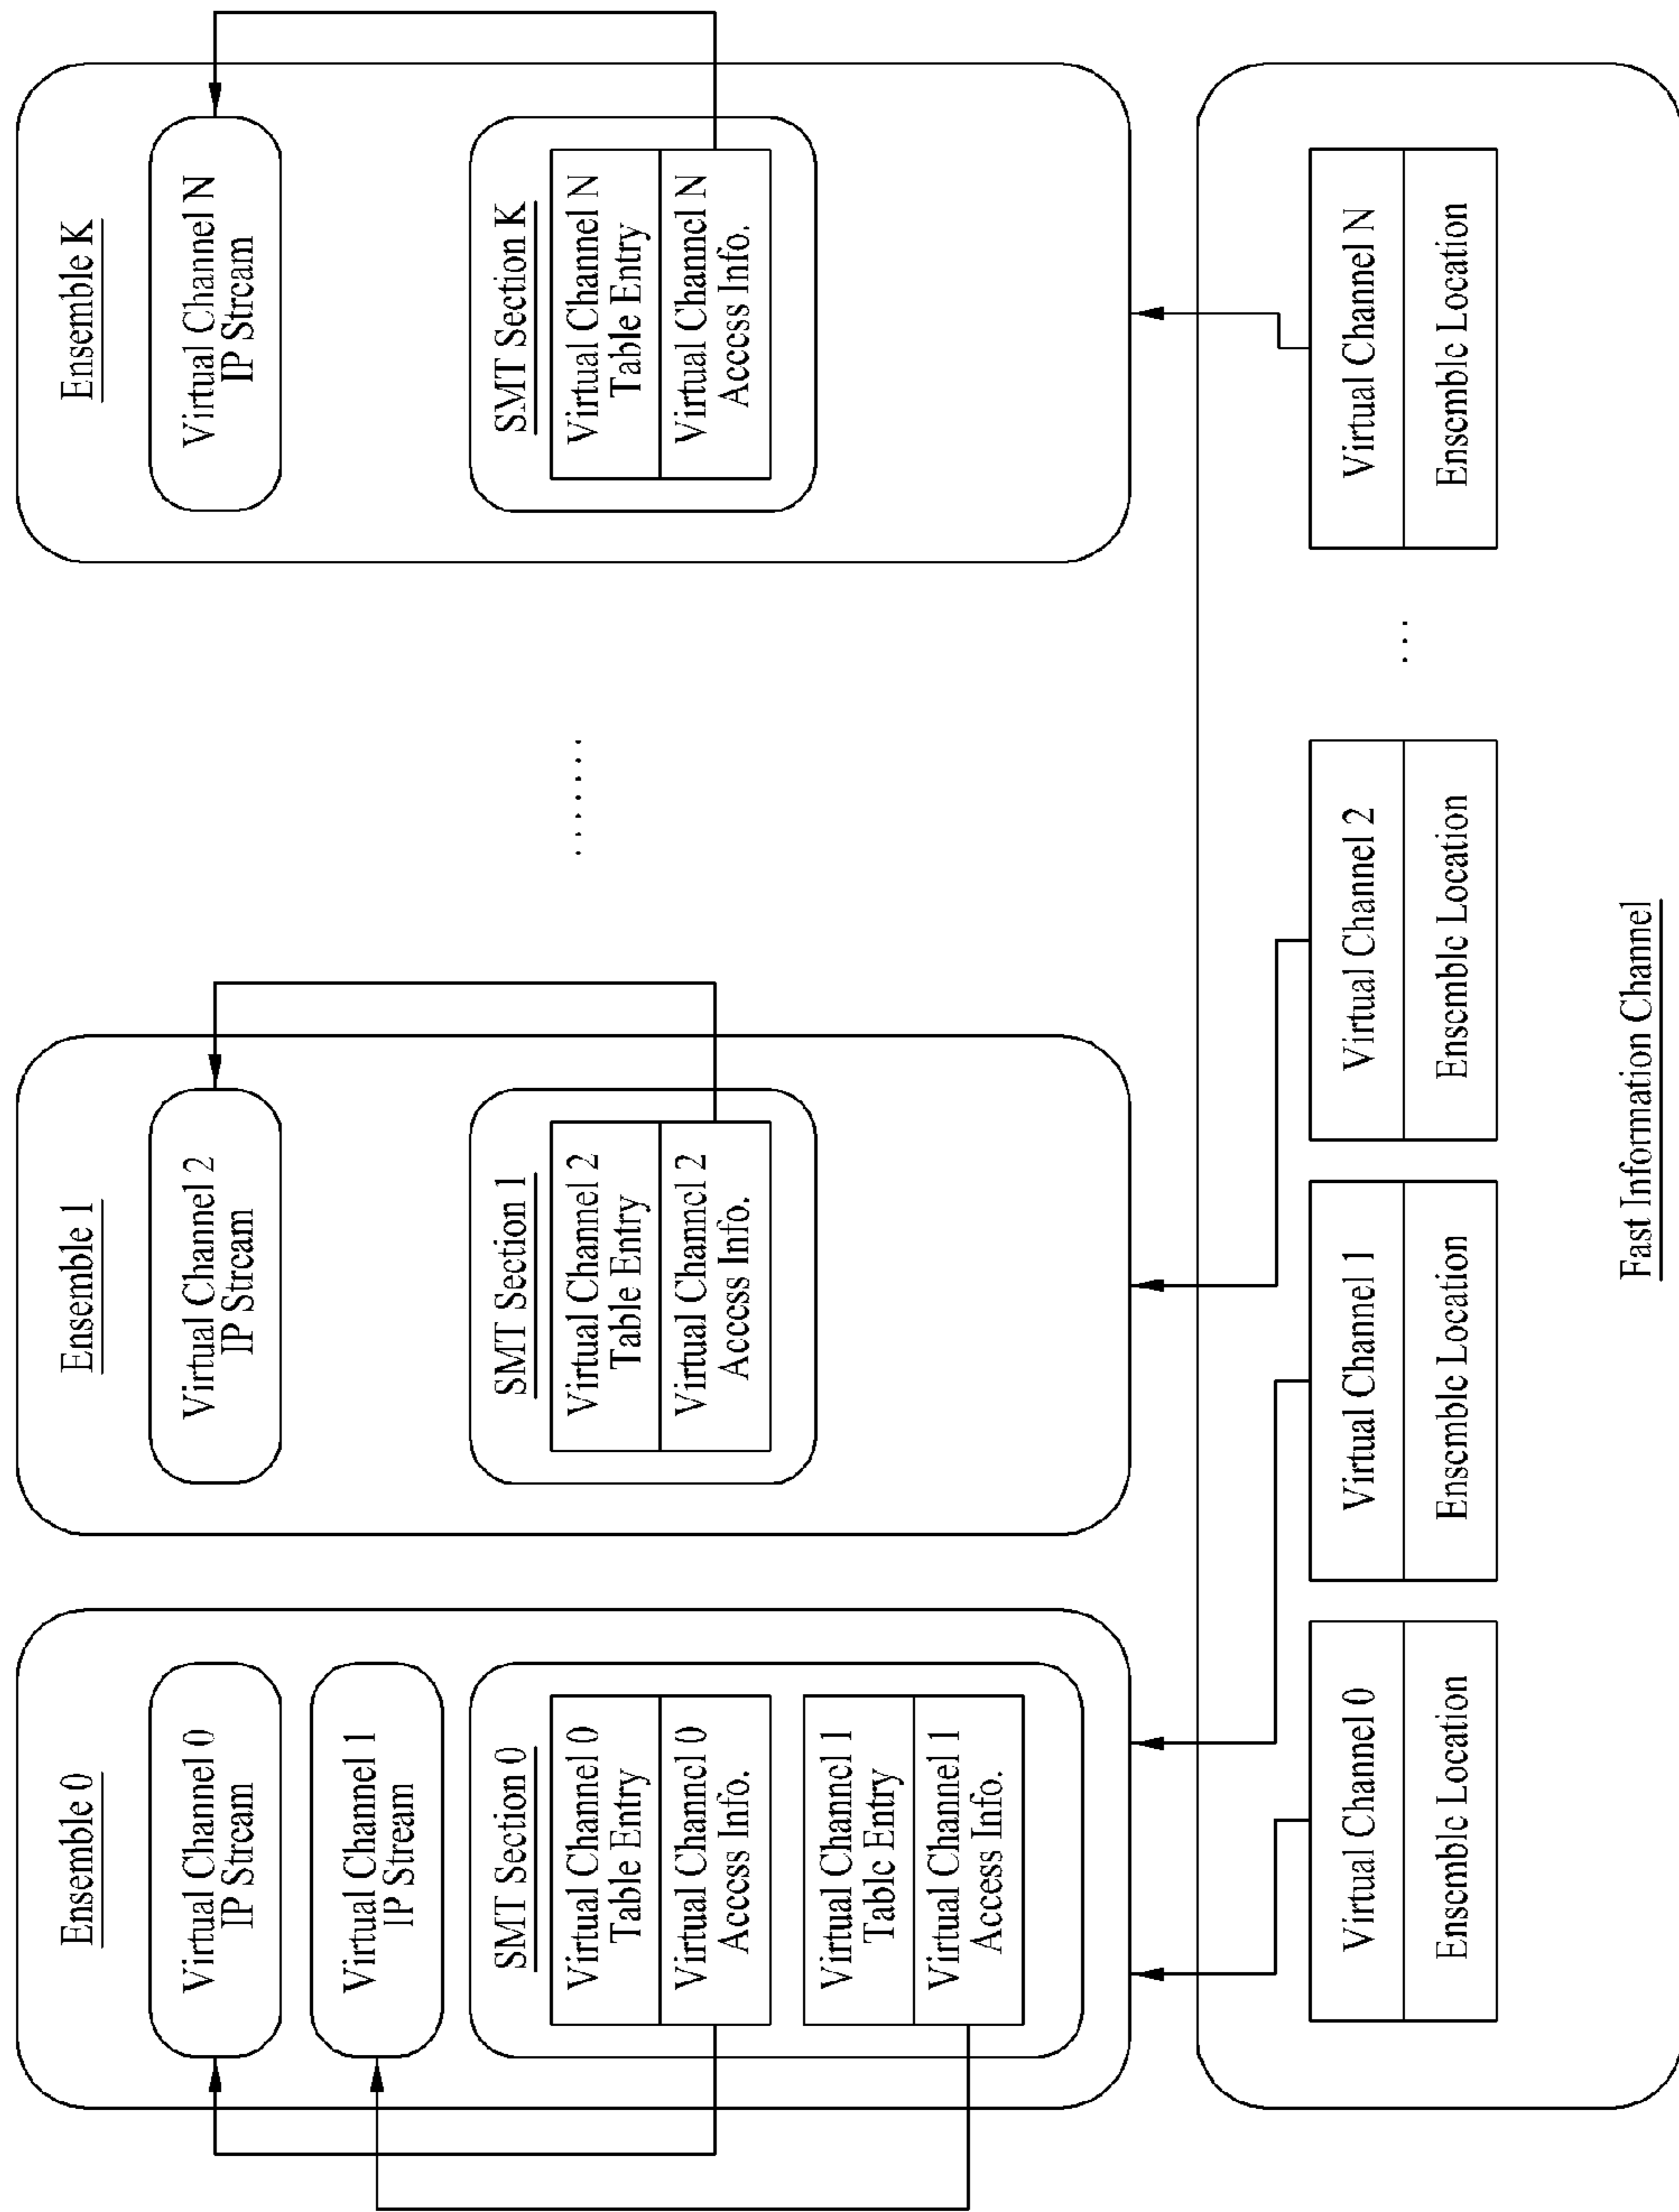 Ensemble 0
Virtual Channel 0
IP Stream
Virtual Channel 1
IP Stream
SMT Section 0
Virtual Channel 0
Table Entry
Virtual Channel 0
Access Info.
Virtual Channel 1
Table Entry
Virtual Channel 1
Access Info.
Ensemble 1
Virtual Channel 2
IP Stream
SMT Section 1
Virtual Channel 2
Table Entry
Virtual Channel 2
Access Info.
.......
Ensemble K
Virtual Channel N
IP Stream
SMT Section K
Virtual Channel N
Table Entry
Virtual Channel N
Access Info.
Virtual Channel 0
Ensemble Location
Virtual Channel 1
Ensemble Location
Virtual Channel 2
Ensemble Location
...
Virtual Channel N
Ensemble Location
Fast Information Channel